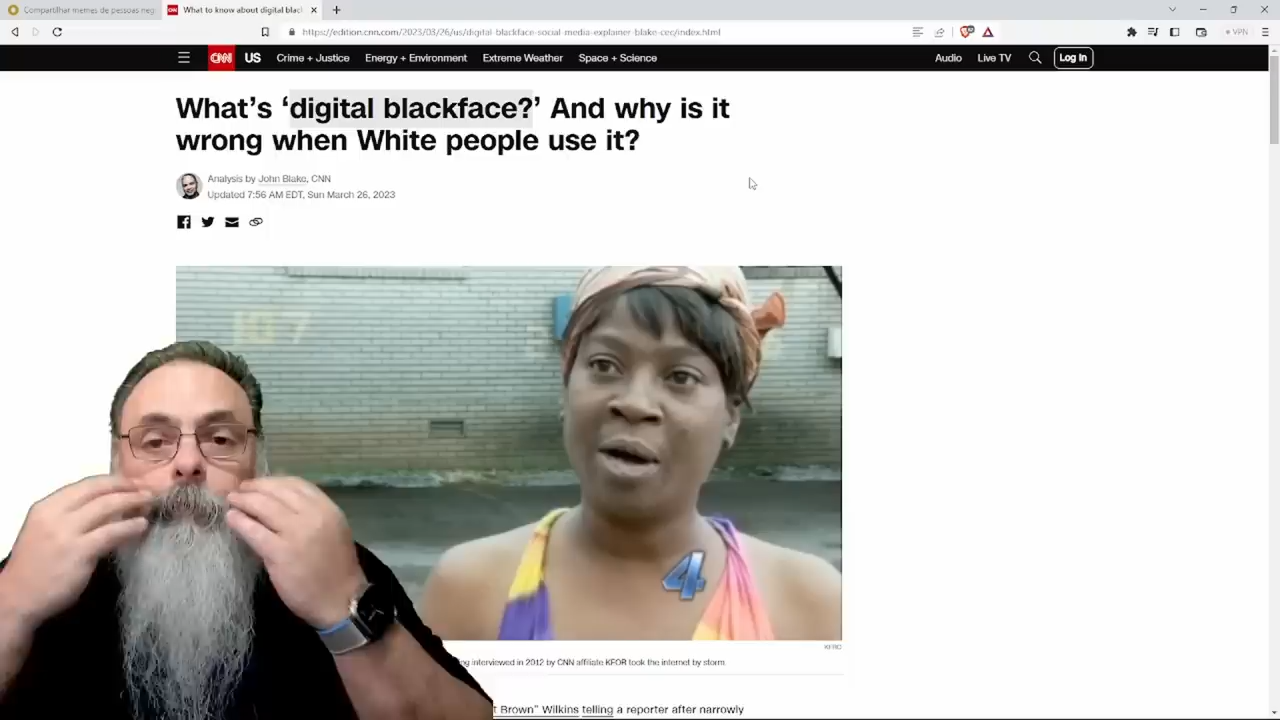 Compartilhar memes de pessoas neg
What to know about digital blac
https://edition.cnn.com/2023/03/26/us/digital-blackface-social-media-explainer-blake-cec/index.html
VPN
CNN US Crime + Justice Energy + Environment Extreme Weather Space + Science Audio Live TV Log In
What's ‘digital blackface?’ And why is it
wrong when White people use it?
Analysis by John Blake, CNN
Updated 7:56 AM EDT, Sun March 26, 2023
4
KFRO
interviewed in 2012 by CNN affiliate KFOR took the internet by storm.
Brown” Wilkins telling a reporter after narrowly